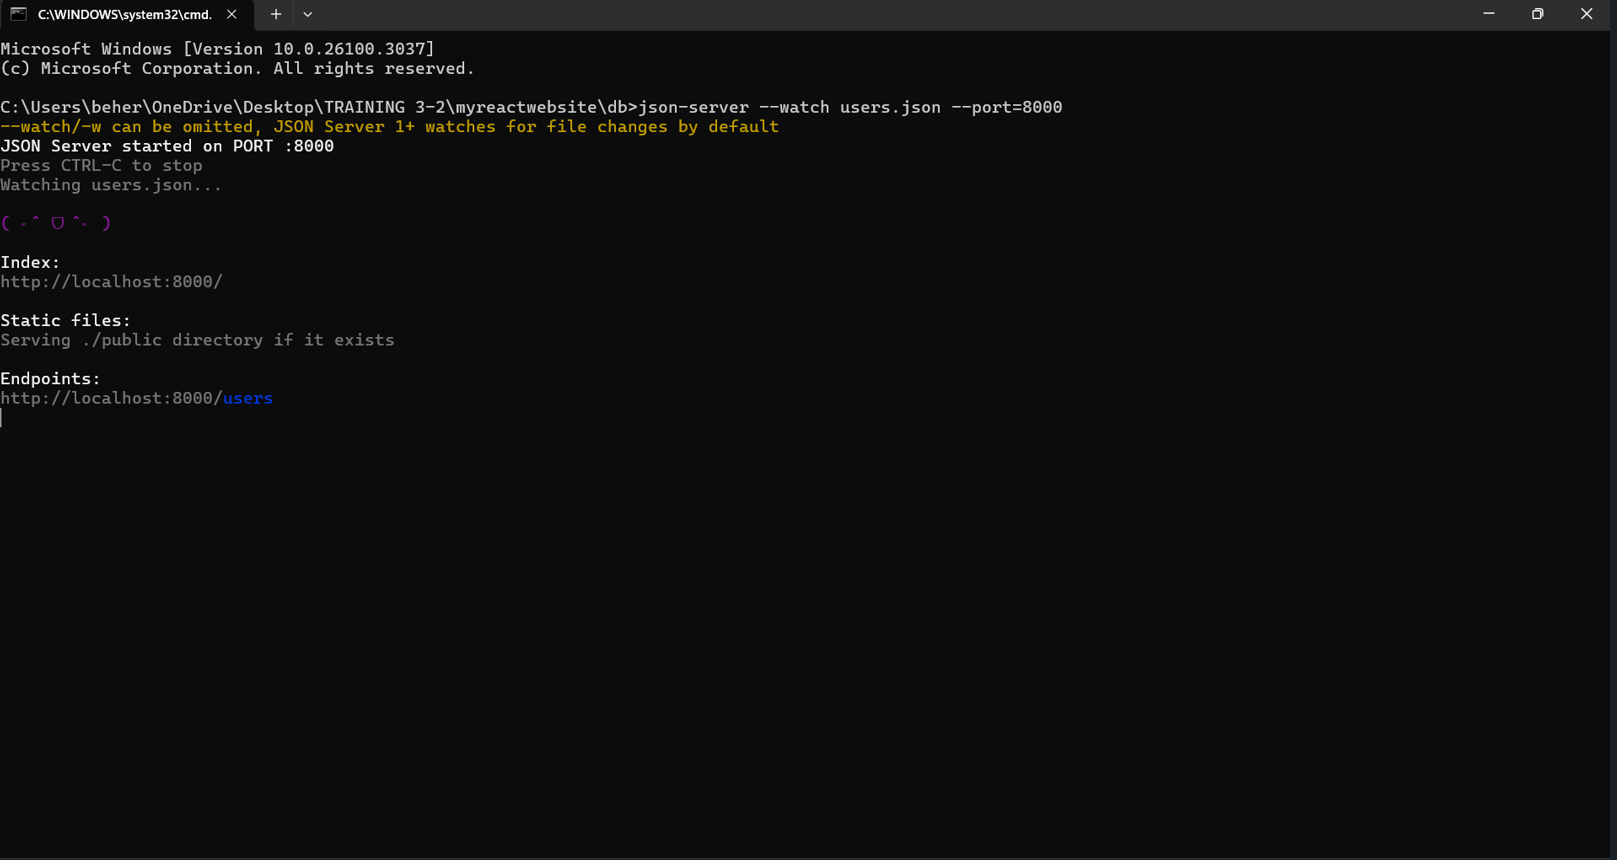 C:\WINDOWS\system32\cmd.
Microsoft Windows [Version 10.0.26100.3037]
(c) Microsoft Corporation. All rights reserved.
C:\Users\beher\OneDrive\Desktop\TRAINING 3-2\myreactwebsite\db>json-server --watch users.json --port=8000
--watch/-w can be omitted, JSON Server 1+ watches for file changes by default
JSON Server started on PORT :8000
Press CTRL-C to stop
Watching users.json...
( ˶ˆ ᗜ ˆ˵ )
Index:
http://localhost:8000/
Static files:
Serving ./public directory if it exists
Endpoints:
http://localhost:8000/users